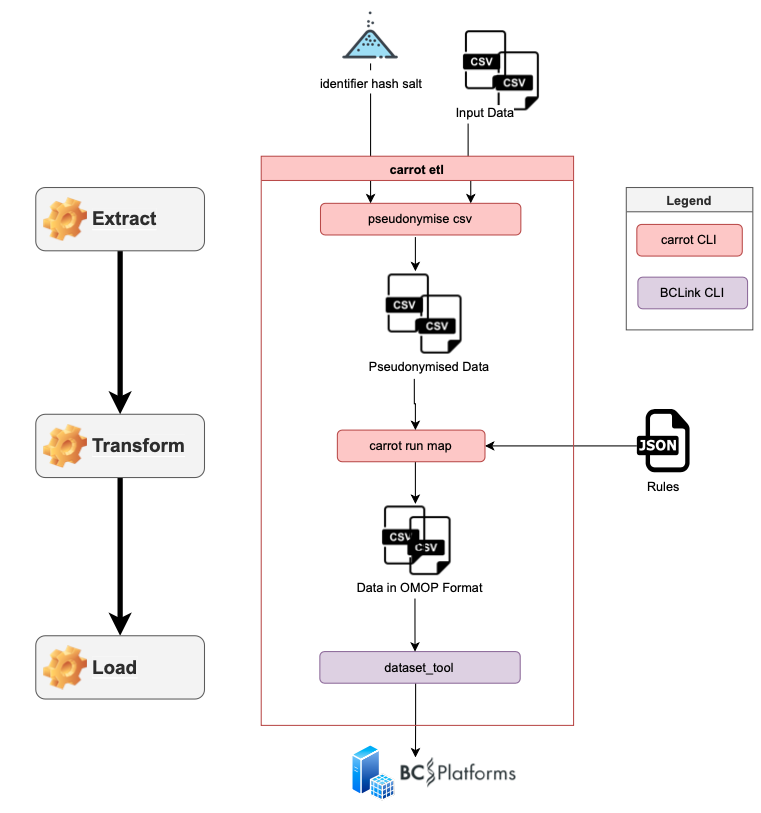 identifier hash salt
CSV
CSV
Input Data
carrot etl
Extract
pseudonymise csv
Legend
carrot CLI
BCLink CLI
CSV
CSV
Pseudonymised Data
Transform
carrot run map
JSON
Rules
CSV
CSV
Data in OMOP Format
Load
dataset_tool
BC Platforms